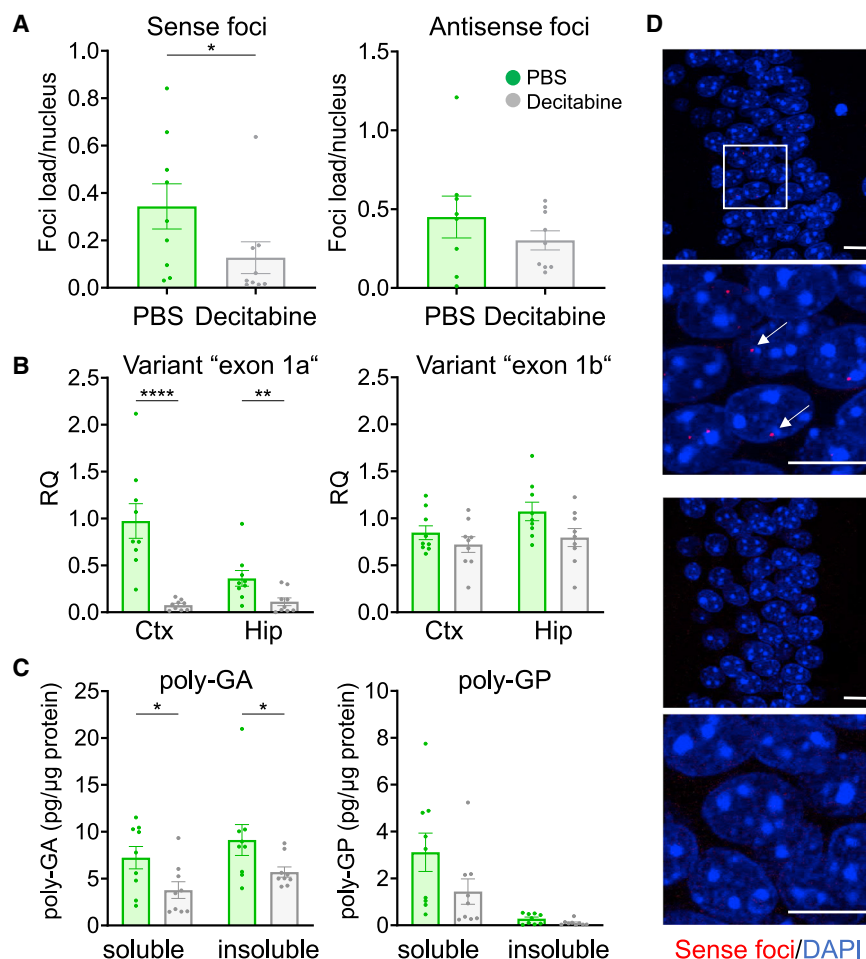 A
Sense foci
*
Foci load/nucleus
1.0
0.8
0.6
0.4
0.2
0.0
PBS Decitabine
Antisense foci
PBS
Decitabine
Foci load/nucleus
1.5
1.0
0.5
0.0
PBS Decitabine
B
Variant “exon 1a“
****
**
RQ
2.5
2.0
1.5
1.0
0.5
0.0
Ctx Hip
Variant “exon 1b“
RQ
2.5
2.0
1.5
1.0
0.5
0.0
Ctx Hip
C
poly-GA
*
*
poly-GA (pg/µg protein)
25
20
15
10
5
0
soluble insoluble
poly-GP
poly-GP (pg/µg protein)
8
6
4
2
0
soluble insoluble
D
Sense foci/DAPI